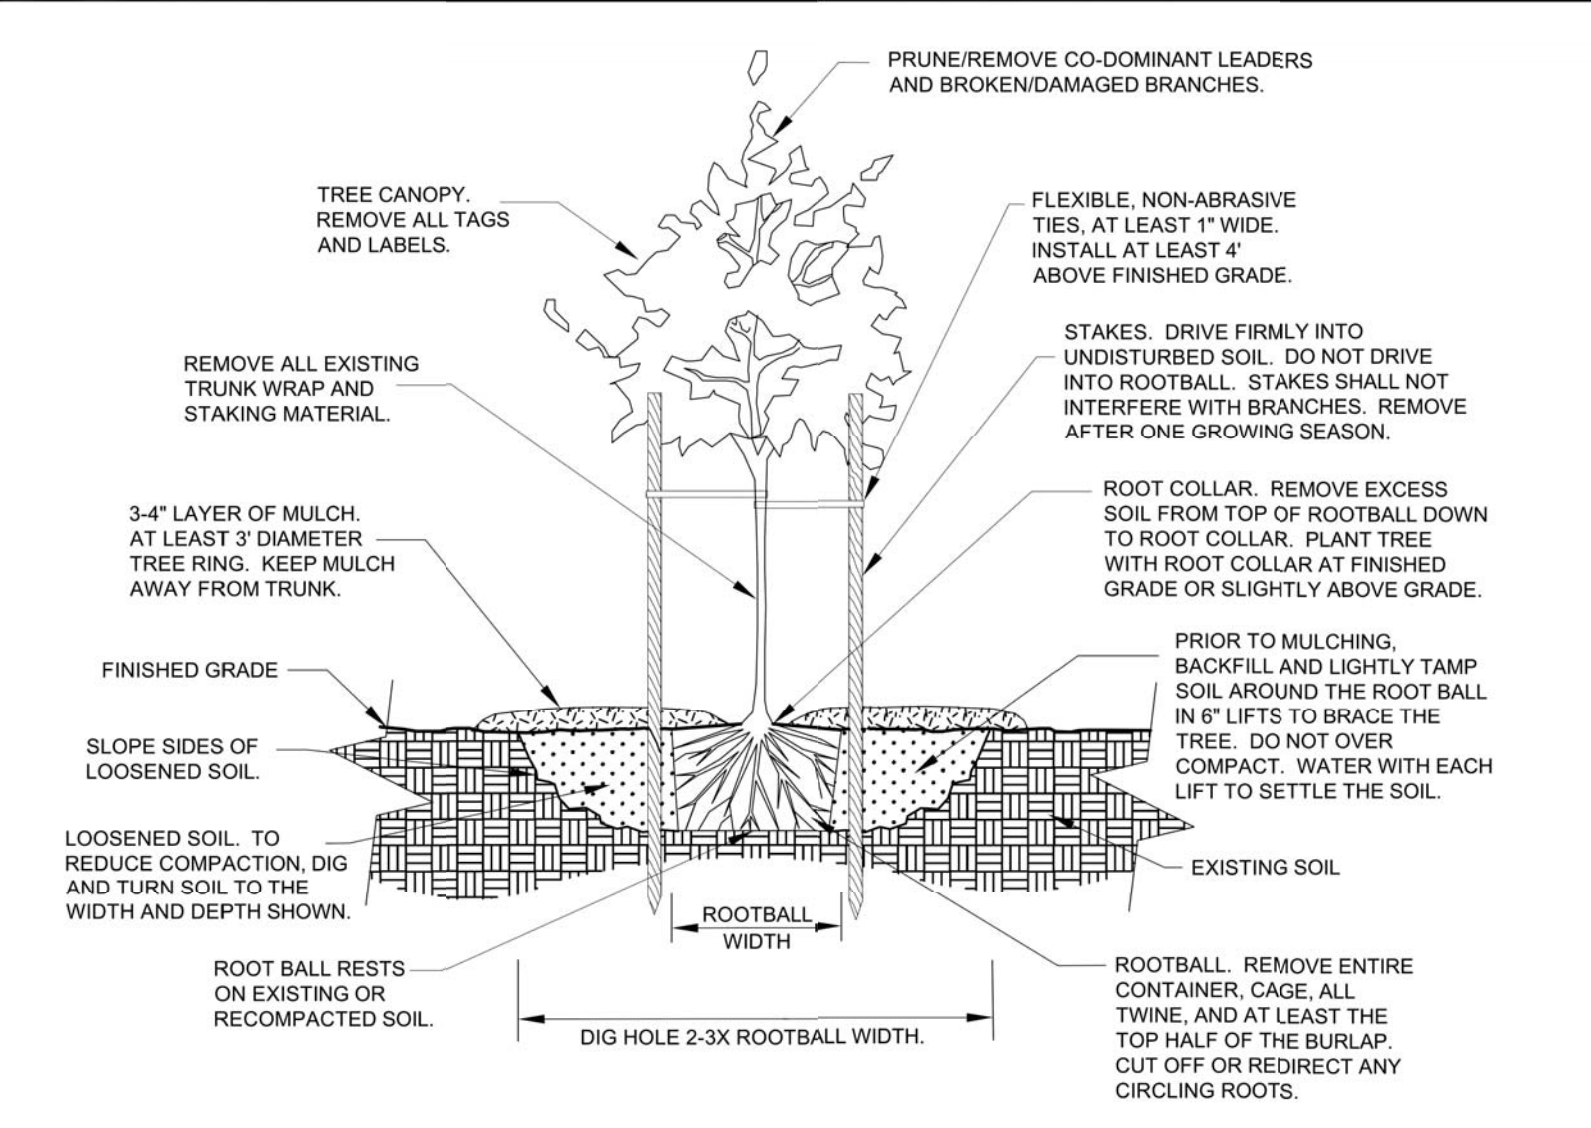 PRUNE/REMOVE CO-DOMINANT LEADERS
AND BROKEN/DAMAGED BRANCHES.
TREE CANOPY.
REMOVE ALL TAGS
AND LABELS.
FLEXIBLE, NON-ABRASIVE
TIES, AT LEAST 1" WIDE.
INSTALL AT LEAST 4'
ABOVE FINISHED GRADE.
STAKES. DRIVE FIRMLY INTO
UNDISTURBED SOIL. DO NOT DRIVE
INTO ROOTBALL. STAKES SHALL NOT
INTERFERE WITH BRANCHES. REMOVE
AFTER ONE GROWING SEASON.
REMOVE ALL EXISTING
TRUNK WRAP AND
STAKING MATERIAL.
ROOT COLLAR. REMOVE EXCESS
SOIL FROM TOP OF ROOTBALL DOWN
TO ROOT COLLAR. PLANT TREE
WITH ROOT COLLAR AT FINISHED
GRADE OR SLIGHTLY ABOVE GRADE.
3-4" LAYER OF MULCH.
AT LEAST 3' DIAMETER
TREE RING. KEEP MULCH
AWAY FROM TRUNK.
PRIOR TO MULCHING,
BACKFILL AND LIGHTLY TAMP
SOIL AROUND THE ROOT BALL
IN 6" LIFTS TO BRACE THE
TREE. DO NOT OVER
COMPACT. WATER WITH EACH
LIFT TO SETTLE THE SOIL.
FINISHED GRADE
SLOPE SIDES OF
LOOSENED SOIL.
LOOSENED SOIL. TO
REDUCE COMPACTION, DIG
AND TURN SOIL TO THE
WIDTH AND DEPTH SHOWN.
EXISTING SOIL
ROOTBALL
WIDTH
ROOT BALL RESTS
ON EXISTING OR
RECOMPACTED SOIL.
ROOTBALL. REMOVE ENTIRE
CONTAINER, CAGE, ALL
TWINE, AND AT LEAST THE
TOP HALF OF THE BURLAP.
CUT OFF OR REDIRECT ANY
CIRCLING ROOTS.
DIG HOLE 2-3X ROOTBALL WIDTH.